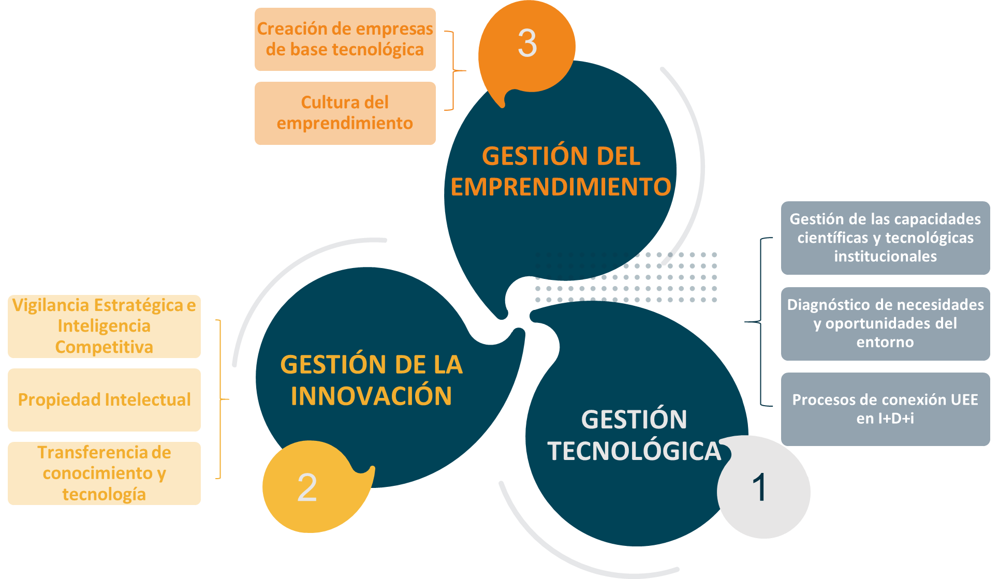 3
Creación de empresas
de base tecnológica
Cultura del
emprendimiento
GESTIÓN DEL
EMPRENDIMIENTO
Gestión de las capacidades
científicas y tecnológicas
institucionales
Diagnóstico de necesidades
y oportunidades del
entorno
Procesos de conexión UEE
en I+D+i
GESTIÓN
TECNOLÓGICA
1
Vigilancia Estratégica e
Inteligencia
Competitiva
Propiedad Intelectual
Transferencia de
conocimiento y
tecnología
GESTIÓN DE LA
INNOVACIÓN
2